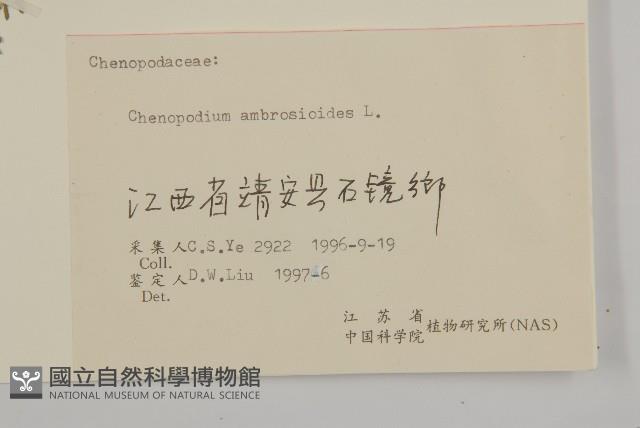 Chenopodaceae:
Chenopodium ambrosioides L.
江西省靖安县石镜鄉
采集人C.S.Ye 2922 1996-9-19
Coll.
鉴定人D.W.Liu 1997-6
Det.
江苏省
中国科学院植物研究所(NAS)
國立自然科學博物館
NATIONAL MUSEUM OF NATURAL SCIENCE